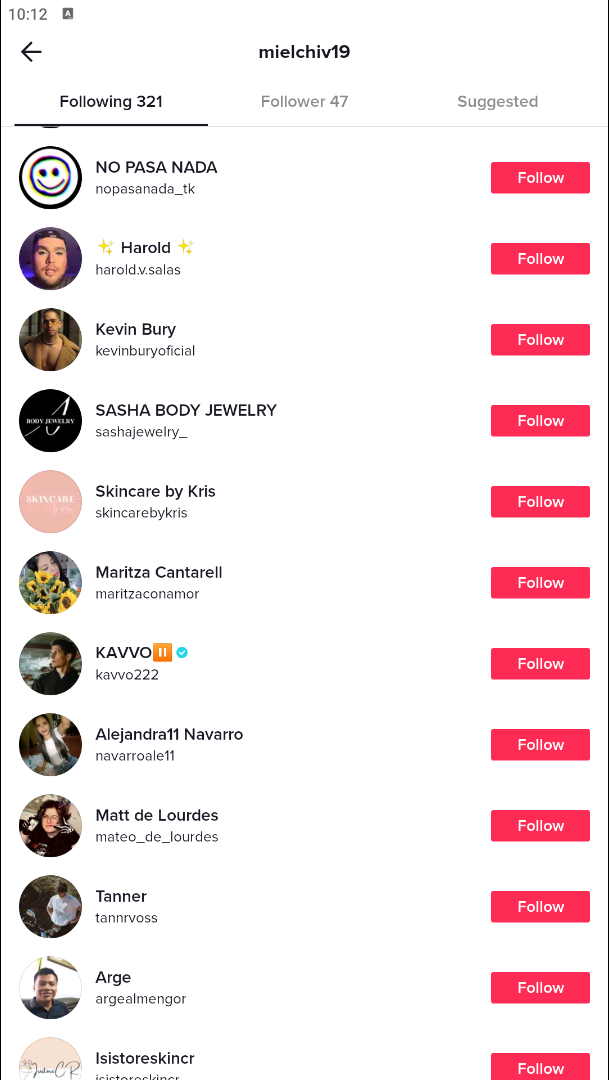 10:12 A
mielchiv19
Following 321 Follower 47 Suggested
NO PASA NADA
nopasanada_tk
Follow
✨ Harold ✨
harold.v.salas
Follow
Kevin Bury
kevinburyoficial
Follow
BODY JEWELRY
SASHA BODY JEWELRY
sashajewelry_
Follow
SKINCARE
by Kris
Skincare by Kris
skincarebykris
Follow
Maritza Cantarell
maritzaconamor
Follow
KAVVO⏸️
kavvo222
Follow
Alejandra11 Navarro
navarroale11
Follow
Matt de Lourdes
mateo_de_lourdes
Follow
Tanner
tannrvoss
Follow
Arge
argealmengor
Follow
Isistoreskincr
isistoreskincr
Follow